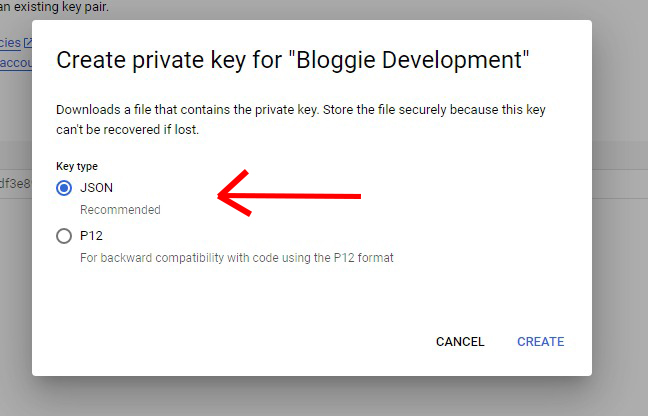 an existing key pair.
cies
accou
Create private key for "Bloggie Development"
Downloads a file that contains the private key. Store the file securely because this key
can't be recovered if lost.
Key type
JSON
Recommended
P12
For backward compatibility with code using the P12 format
CANCEL CREATE